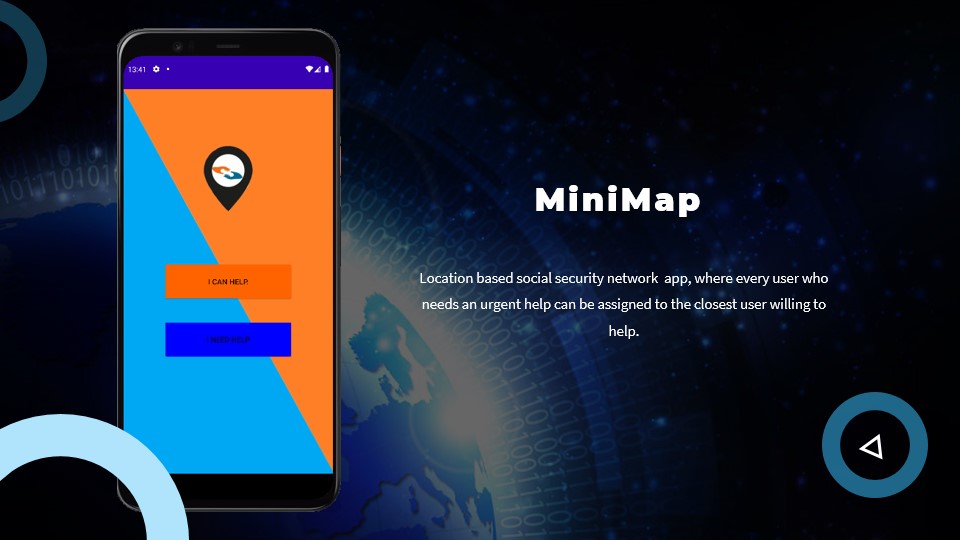 13:41
I CAN HELP
I NEED HELP
MiniMap
Location based social security network app, where every user who
needs an urgent help can be assigned to the closest user willing to
help.